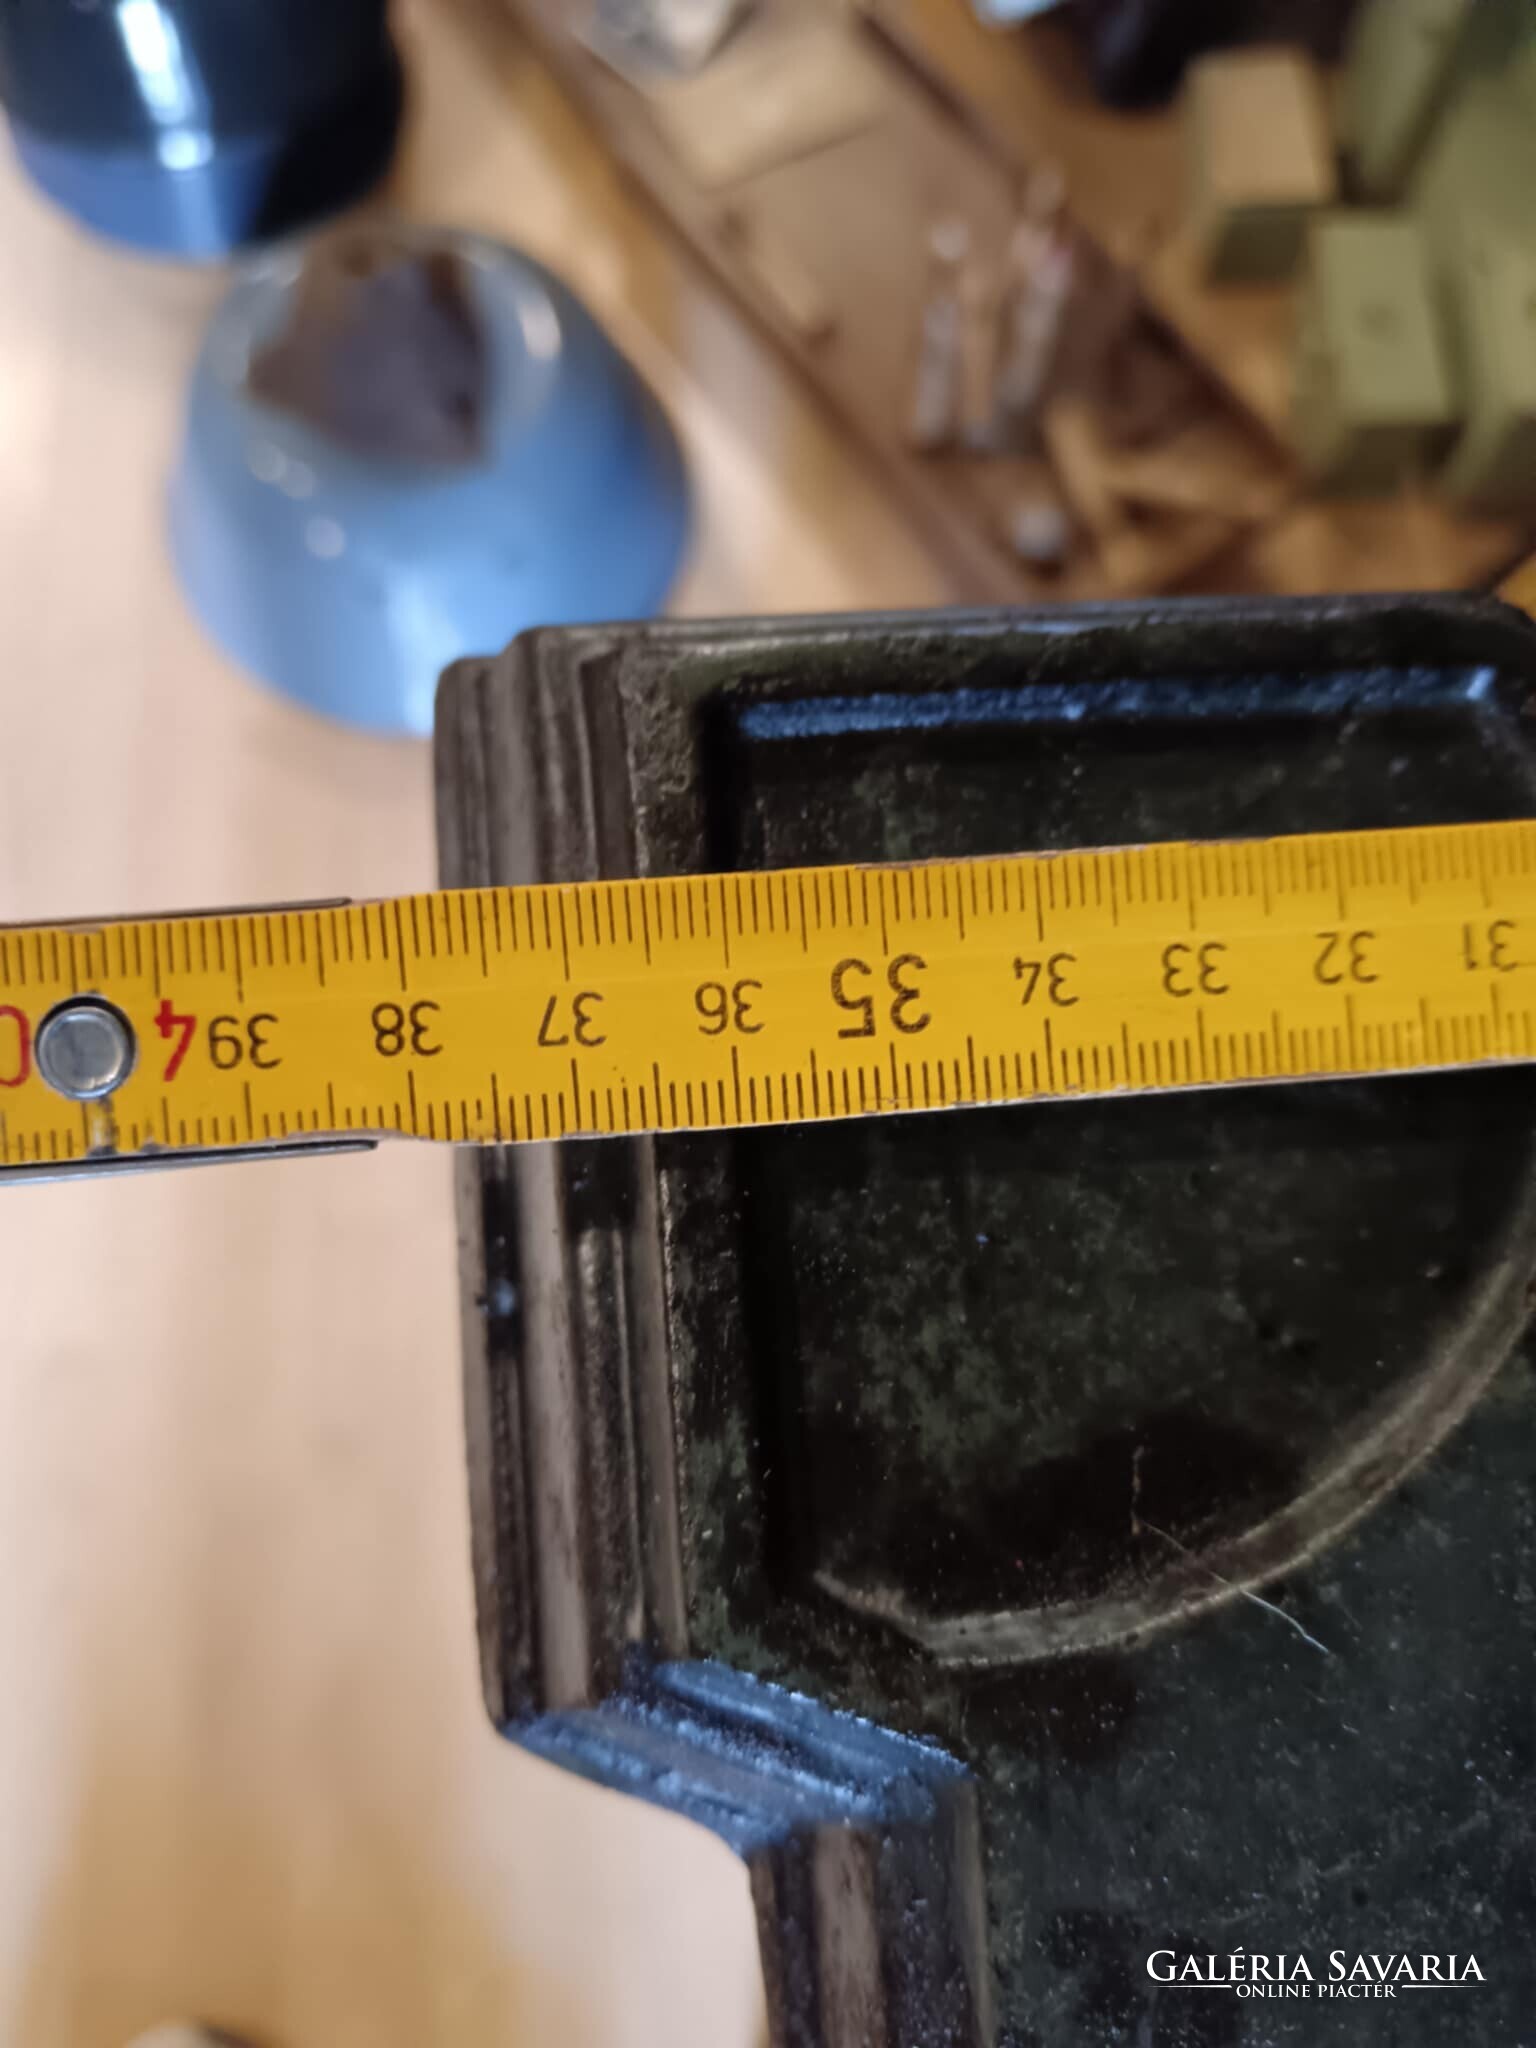 31 32 33 34 35 36 37 38 39 40
GALÉRIA SAVARIA
ONLINE PIACTÉR